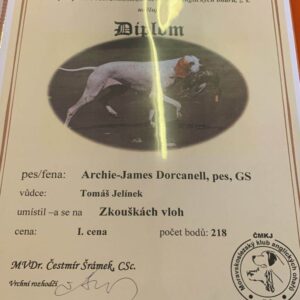 Diplom
pes/fena: Archie-James Dorcanell, pes, GS
vůdce: Tomáš Jelínek
umístil –a se na Zkouškách vloh
cena: I. cena počet bodů: 218
MVDr. Čestmír Šrámek, CSc.
Vrchní rozhodčí
ČMKJ
Moravskoslezský klub anglických ohařů